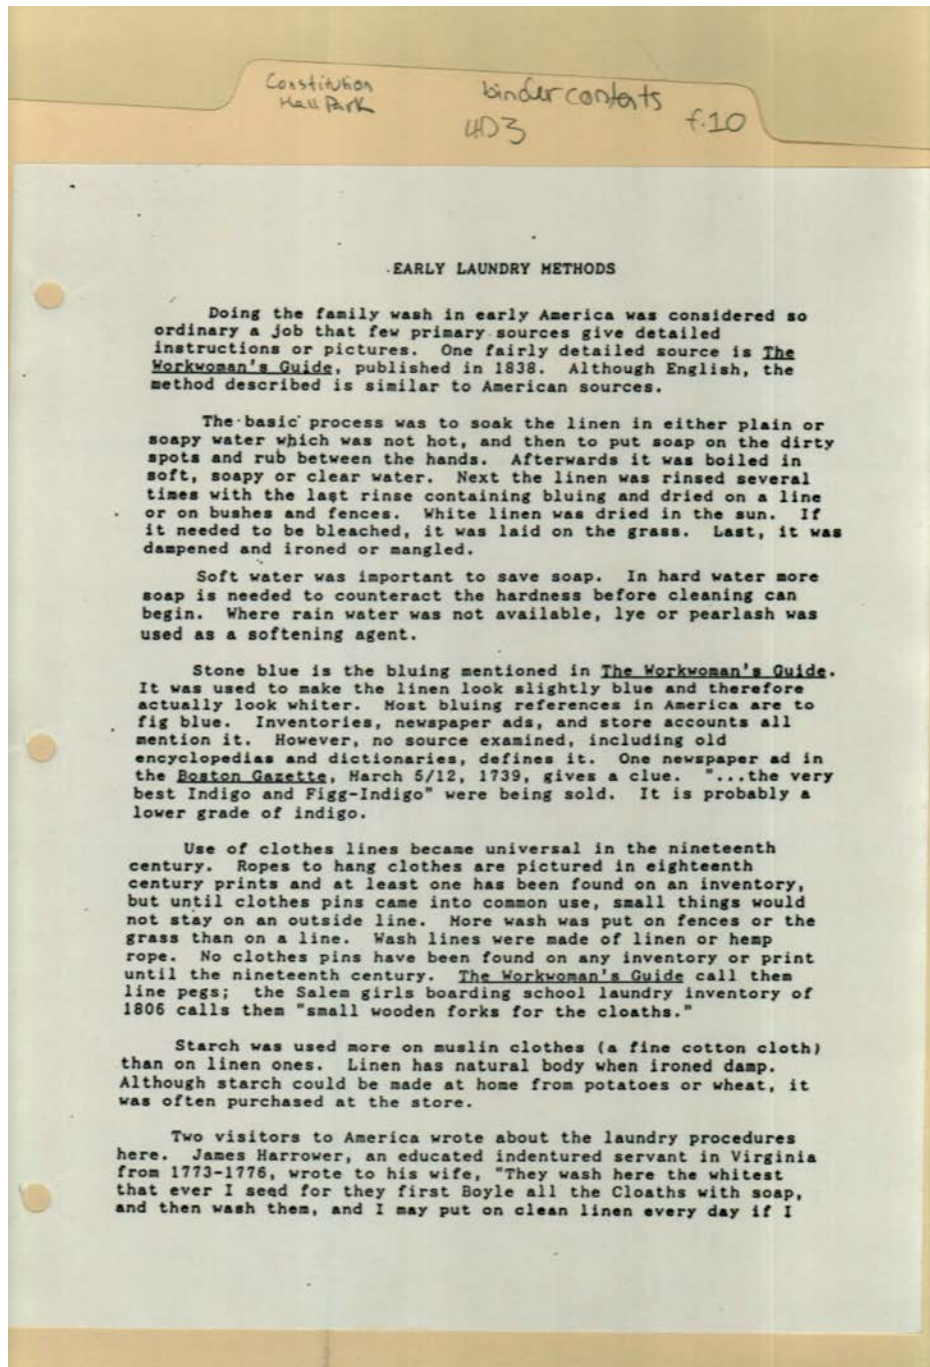 Constitution
Hall Park
binder contents
4D3
f.10
EARLY LAUNDRY METHODS
Doing the family wash in early America was considered so
ordinary a job that few primary sources give detailed
instructions or pictures. One fairly detailed source is The
Workwoman's Guide, published in 1838. Although English, the
method described is similar to American sources.
The basic process was to soak the linen in either plain or
soapy water which was not hot, and then to put soap on the dirty
spots and rub between the hands. Afterwards it was boiled in
soft, soapy or clear water. Next the linen was rinsed several
times with the last rinse containing bluing and dried on a line
or on bushes and fences. White linen was dried in the sun. If
it needed to be bleached, it was laid on the grass. Last, it was
dampened and ironed or mangled.
Soft water was important to save soap. In hard water more
soap is needed to counteract the hardness before cleaning can
begin. Where rain water was not available, lye or pearlash was
used as a softening agent.
Stone blue is the bluing mentioned in The Workwoman's Guide.
It was used to make the linen look slightly blue and therefore
actually look whiter. Most bluing references in America are to
fig blue. Inventories, newspaper ads, and store accounts all
mention it. However, no source examined, including old
encyclopedias and dictionaries, defines it. One newspaper ad in
the Boston Gazette, March 5/12, 1739, gives a clue. "...the very
best Indigo and Figg-Indigo" were being sold. It is probably a
lower grade of indigo.
Use of clothes lines became universal in the nineteenth
century. Ropes to hang clothes are pictured in eighteenth
century prints and at least one has been found on an inventory,
but until clothes pins came into common use, small things would
not stay on an outside line. More wash was put on fences or the
grass than on a line. Wash lines were made of linen or hemp
rope. No clothes pins have been found on any inventory or print
until the nineteenth century. The Workwoman's Guide call them
line pegs; the Salem girls boarding school laundry inventory of
1806 calls them "small wooden forks for the cloaths."
Starch was used more on muslin clothes (a fine cotton cloth)
than on linen ones. Linen has natural body when ironed damp.
Although starch could be made at home from potatoes or wheat, it
was often purchased at the store.
Two visitors to America wrote about the laundry procedures
here. James Harrower, an educated indentured servant in Virginia
from 1773-1776, wrote to his wife, "They wash here the whitest
that ever I seed for they first Boyle all the Cloaths with soap,
and then wash them, and I may put on clean linen every day if I